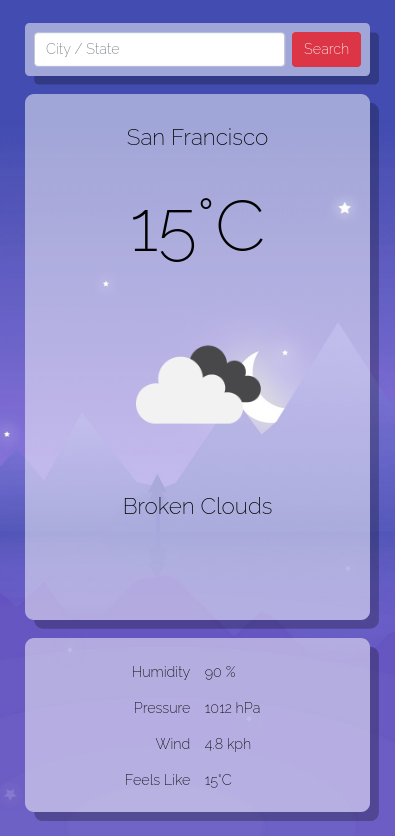 City / State Search
San Francisco
15°C
Broken Clouds
Humidity 90 %
Pressure 1012 hPa
Wind 4.8 kph
Feels Like 15°C